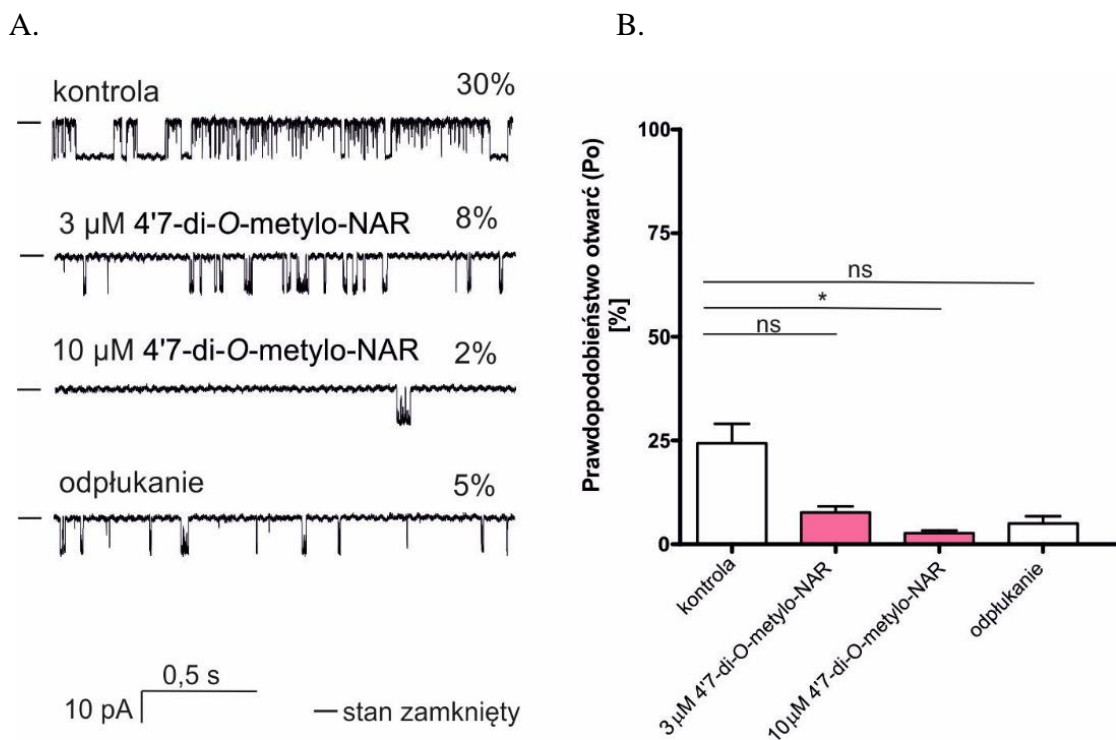 A.
kontrola 30%
3 µM 4'7-di-O-metylo-NAR 8%
10 µM 4'7-di-O-metylo-NAR 2%
odpłukanie 5%
0,5 s
10 pA
— stan zamknięty
B.
Prawdopodobieństwo otwarć (Po)
[%]
100
75
50
25
0
ns
*
ns
kontrola
3 µM 4'7-di-O-metylo-NAR
10 µM 4'7-di-O-metylo-NAR
odpłukanie